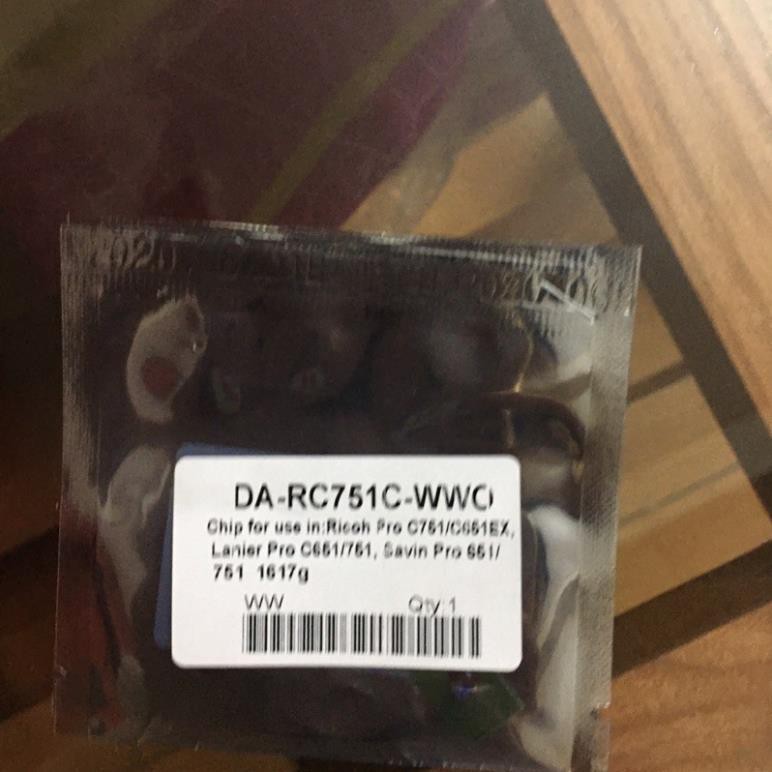 DA-RC751C-WWO
Chip for use in:Ricoh Pro C751/C651EX,
Lanier Pro C651/751, Savin Pro 651/
751 1617g
WW Qty:1